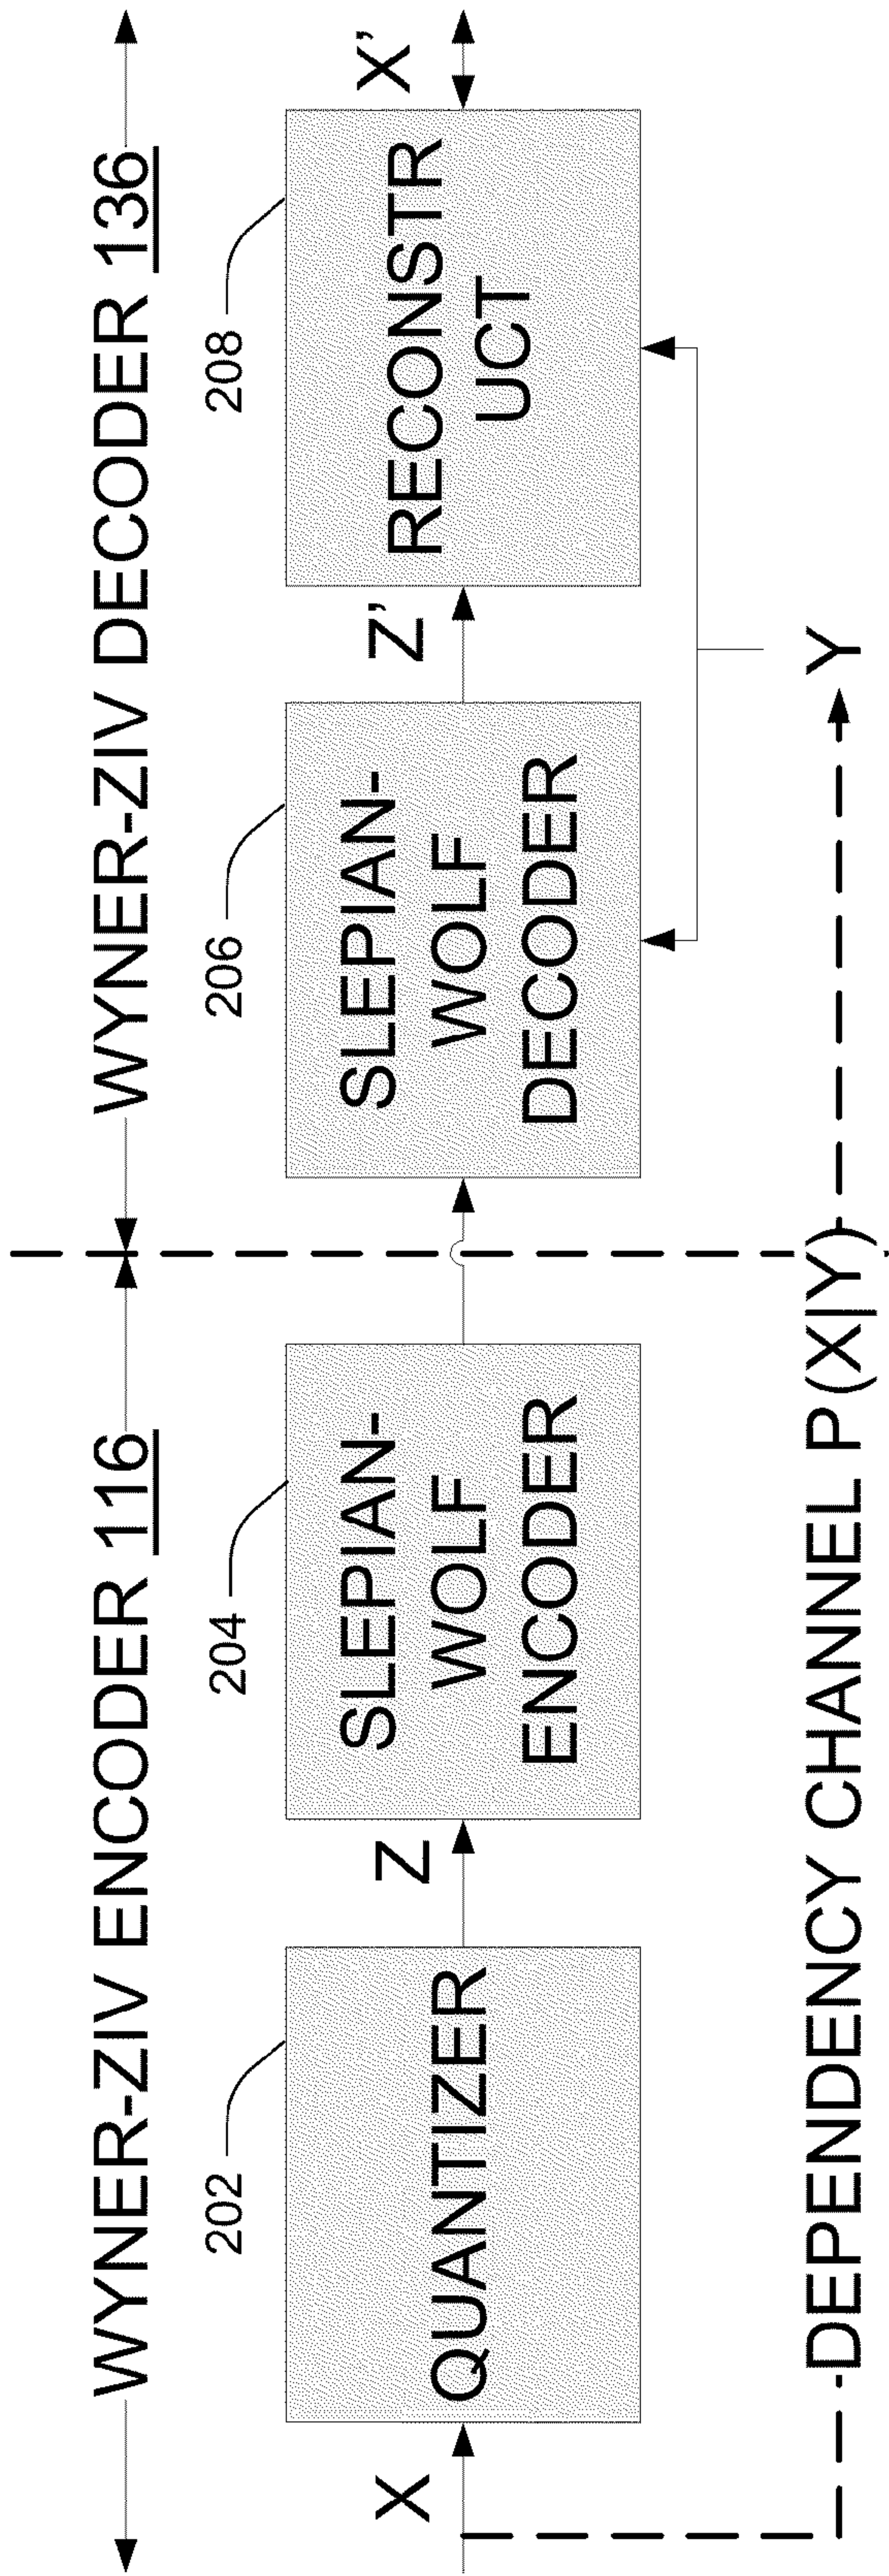 WYNER-ZIV ENCODER 116
WYNER-ZIV DECODER 136
202
204
206
208
X
QUANTIZER
Z
SLEPIAN-
WOLF
ENCODER
SLEPIAN-
WOLF
DECODER
Z'
RECONSTR
UCT
X'
DEPENDENCY CHANNEL P(X|Y)
Y